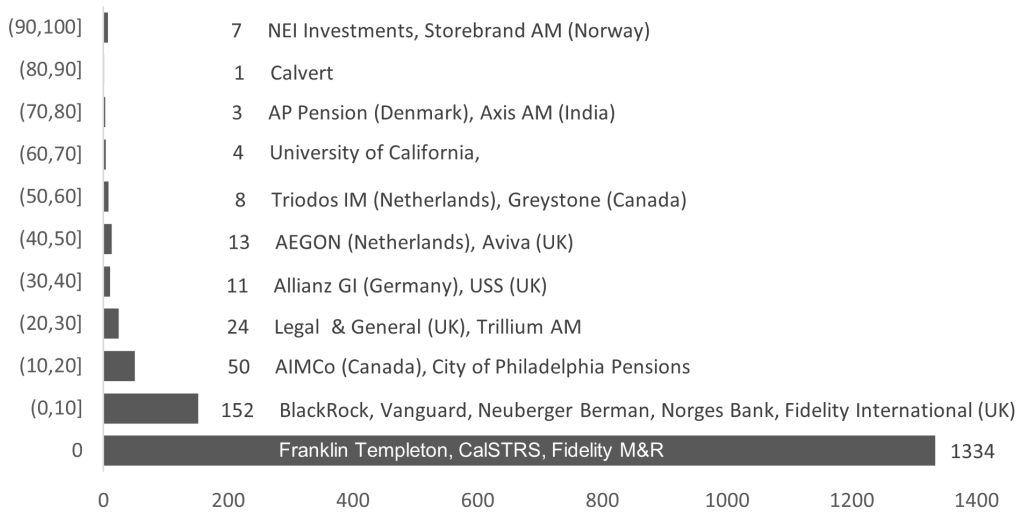 (90,100] 7 NEI Investments, Storebrand AM (Norway)
(80,90] 1 Calvert
(70,80] 3 AP Pension (Denmark), Axis AM (India)
(60,70] 4 University of California,
(50,60] 8 Triodos IM (Netherlands), Greystone (Canada)
(40,50] 13 AEGON (Netherlands), Aviva (UK)
(30,40] 11 Allianz GI (Germany), USS (UK)
(20,30] 24 Legal & General (UK), Trillium AM
(10,20] 50 AIMCo (Canada), City of Philadelphia Pensions
(0,10] 152 BlackRock, Vanguard, Neuberger Berman, Norges Bank, Fidelity International (UK)
0 Franklin Templeton, CalSTRS, Fidelity M&R 1334
0 200 400 600 800 1000 1200 1400